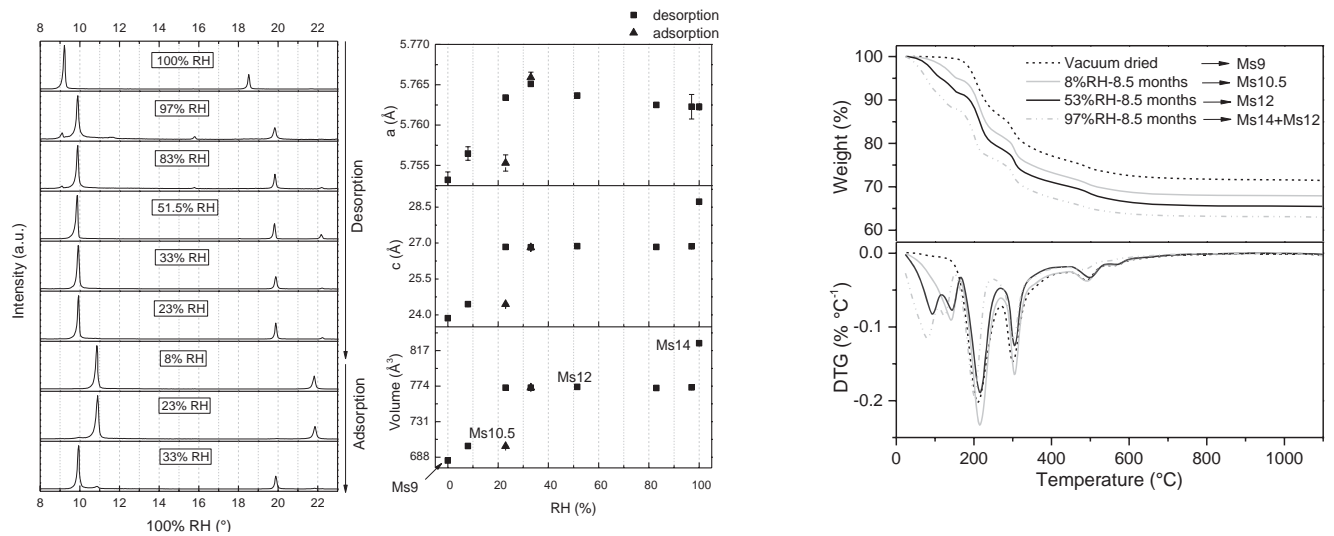 8 10 12 14 16 18 20 22
100% RH
97% RH
83% RH
51.5% RH
33% RH
23% RH
8% RH
23% RH
33% RH
8 10 12 14 16 18 20 22
100% RH (°)
Intensity (a.u.)
Desorption
Adsorption
desorption
adsorption
5.770
5.765
5.760
5.755
a (Å)
28.5
27.0
25.5
24.0
c (Å)
817
774
731
688
Volume (Å³)
Ms14
Ms12
Ms10.5
Ms9
0 20 40 60 80 100
RH (%)
100
90
80
70
60
Weight (%)
Vacuum dried Ms9
8%RH-8.5 months Ms10.5
53%RH-8.5 months Ms12
97%RH-8.5 months Ms14+Ms12
0.0
-0.1
-0.2
DTG (% °C⁻¹)
0 200 400 600 800 1000
Temperature (°C)